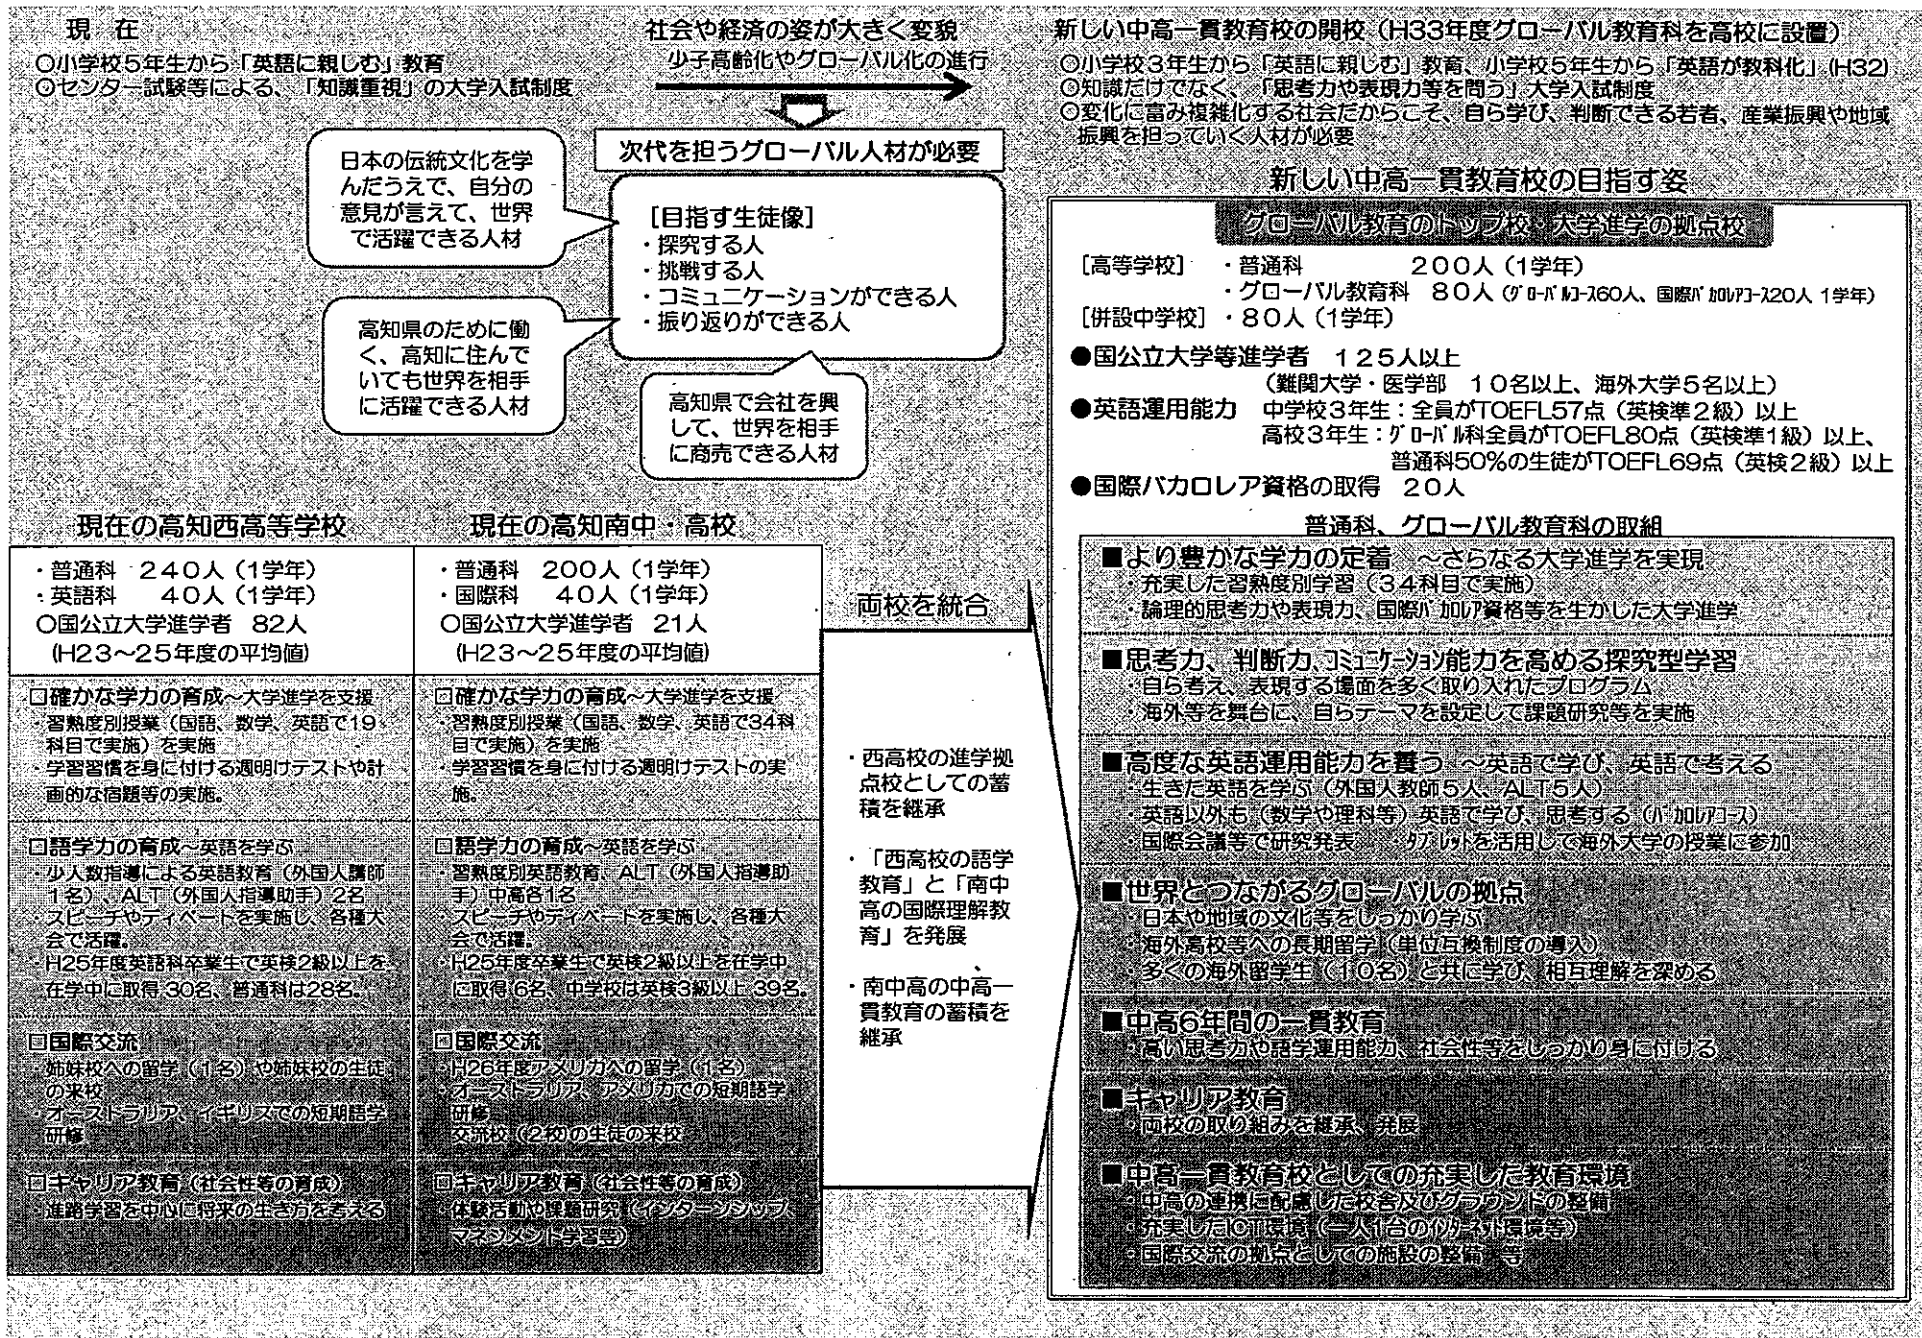 現　在
○小学校5年生から「英語に親しむ」教育
○センター試験等による、「知識重視」の大学入試制度
社会や経済の姿が大きく変貌
少子高齢化やグローバル化の進行
次代を担うグローバル人材が必要
日本の伝統文化を学
んだうえで、自分の
意見が言えて、世界
で活躍できる人材
[目指す生徒像]
・探究する人
・挑戦する人
・コミュニケーションができる人
・振り返りができる人
高知県のために働
く、高知に住んで
いても世界を相手
に活躍できる人材
高知県で会社を興
して、世界を相手
に商売できる人材
新しい中高一貫教育校の開校（H33年度グローバル教育科を高校に設置）
○小学校3年生から「英語に親しむ」教育、小学校5年生から「英語が教科化」(H32)
○知識だけでなく、「思考力や表現力等を問う」大学入試制度
○変化に富み複雑化する社会だからこそ、自ら学び、判断できる若者、産業振興や地域
振興を担っていく人材が必要
新しい中高一貫教育校の目指す姿
グローバル教育のトップ校、大学進学の拠点校
[高等学校]　・普通科　200人（1学年）
・グローバル教育科　80人（グローバルコース60人、国際バカロレアコース20人 1学年）
[併設中学校]・80人（1学年）
●国公立大学等進学者　125人以上
（難関大学・医学部　10名以上、海外大学5名以上）
●英語運用能力　中学校3年生：全員がTOEFL57点（英検準2級）以上
高校3年生：グローバル科全員がTOEFL80点（英検準1級）以上、
普通科50%の生徒がTOEFL69点（英検2級）以上
●国際バカロレア資格の取得　20人
普通科、グローバル教育科の取組
■より豊かな学力の定着　～さらなる大学進学を実現
・充実した習熟度別学習（34科目で実施）
・論理的思考力や表現力、国際バカロレア資格等を生かした大学進学
■思考力、判断力、コミュニケーション能力を高める探究型学習
・自ら考え、表現する場面を多く取り入れたプログラム
・海外等を舞台に、自らテーマを設定して課題研究等を実施
■高度な英語運用能力を養う　～英語で学び、英語で考える
・生きた英語を学ぶ（外国人教師5人、ALT5人）
・英語以外も（数学や理科等）英語で学び、思考する（バカロレアコース）
・国際会議等で研究発表　・タブレットを活用して海外大学の授業に参加
■世界とつながるグローバルの拠点
・日本や地域の文化等をしっかり学ぶ
・海外高校等への長期留学（単位互換制度の導入）
・多くの海外留学生（10名）と共に学び、相互理解を深める
■中高6年間の一貫教育
・高い思考力や語学運用能力、社会性等をしっかり身に付ける
■キャリア教育
・両校の取り組みを継承、発展
■中高一貫教育校としての充実した教育環境
・中高の連携に配慮した校舎及びグラウンドの整備
・充実したICT環境（一人1台のインターネット環境等）
・国際交流の拠点としての施設の整備　等
現在の高知西高等学校
・普通科　240人（1学年）
・英語科　40人（1学年）
○国公立大学進学者　82人
(H23～25年度の平均値)
□確かな学力の育成～大学進学を支援
・習熟度別授業（国語、数学、英語で19
科目で実施）を実施
・学習習慣を身に付ける週明けテストや計
画的な宿題等の実施。
□語学力の育成～英語を学ぶ
・少人数指導による英語教育（外国人講師
1名）、ALT（外国人指導助手）2名
・スピーチやディベートを実施し、各種大
会で活躍。
・H25年度英語科卒業生で英検2級以上を
在学中に取得 30名、普通科は28名。
□国際交流
・姉妹校への留学（1名）や姉妹校の生徒
の来校
・オーストラリア、イギリスでの短期語学
研修
□キャリア教育（社会性等の育成）
・進路学習を中心に将来の生き方を考える
現在の高知南中・高校
・普通科　200人（1学年）
・国際科　40人（1学年）
○国公立大学進学者　21人
(H23～25年度の平均値)
□確かな学力の育成～大学進学を支援
・習熟度別授業（国語、数学、英語で34科
目で実施）を実施
・学習習慣を身に付ける週明けテストの実
施。
□語学力の育成～英語を学ぶ
・習熟度別英語教育、ALT（外国人指導助
手）中高各1名
・スピーチやディベートを実施し、各種大
会で活躍。
・H25年度卒業生で英検2級以上を在学中
に取得 6名、中学校は英検3級以上 39名。
□国際交流
・H26年度アメリカへの留学（1名）
・オーストラリア、アメリカでの短期語学
研修
・交流校（2校)の生徒の来校
□キャリア教育（社会性等の育成）
・体験活動や課題研究（インターンシップ、
マネジメント学習等）
両校を統合
・西高校の進学拠
点校としての蓄
積を継承
・「西高校の語学
教育」と「南中
高の国際理解教
育」を発展
・南中高の中高一
貫教育の蓄積を
継承